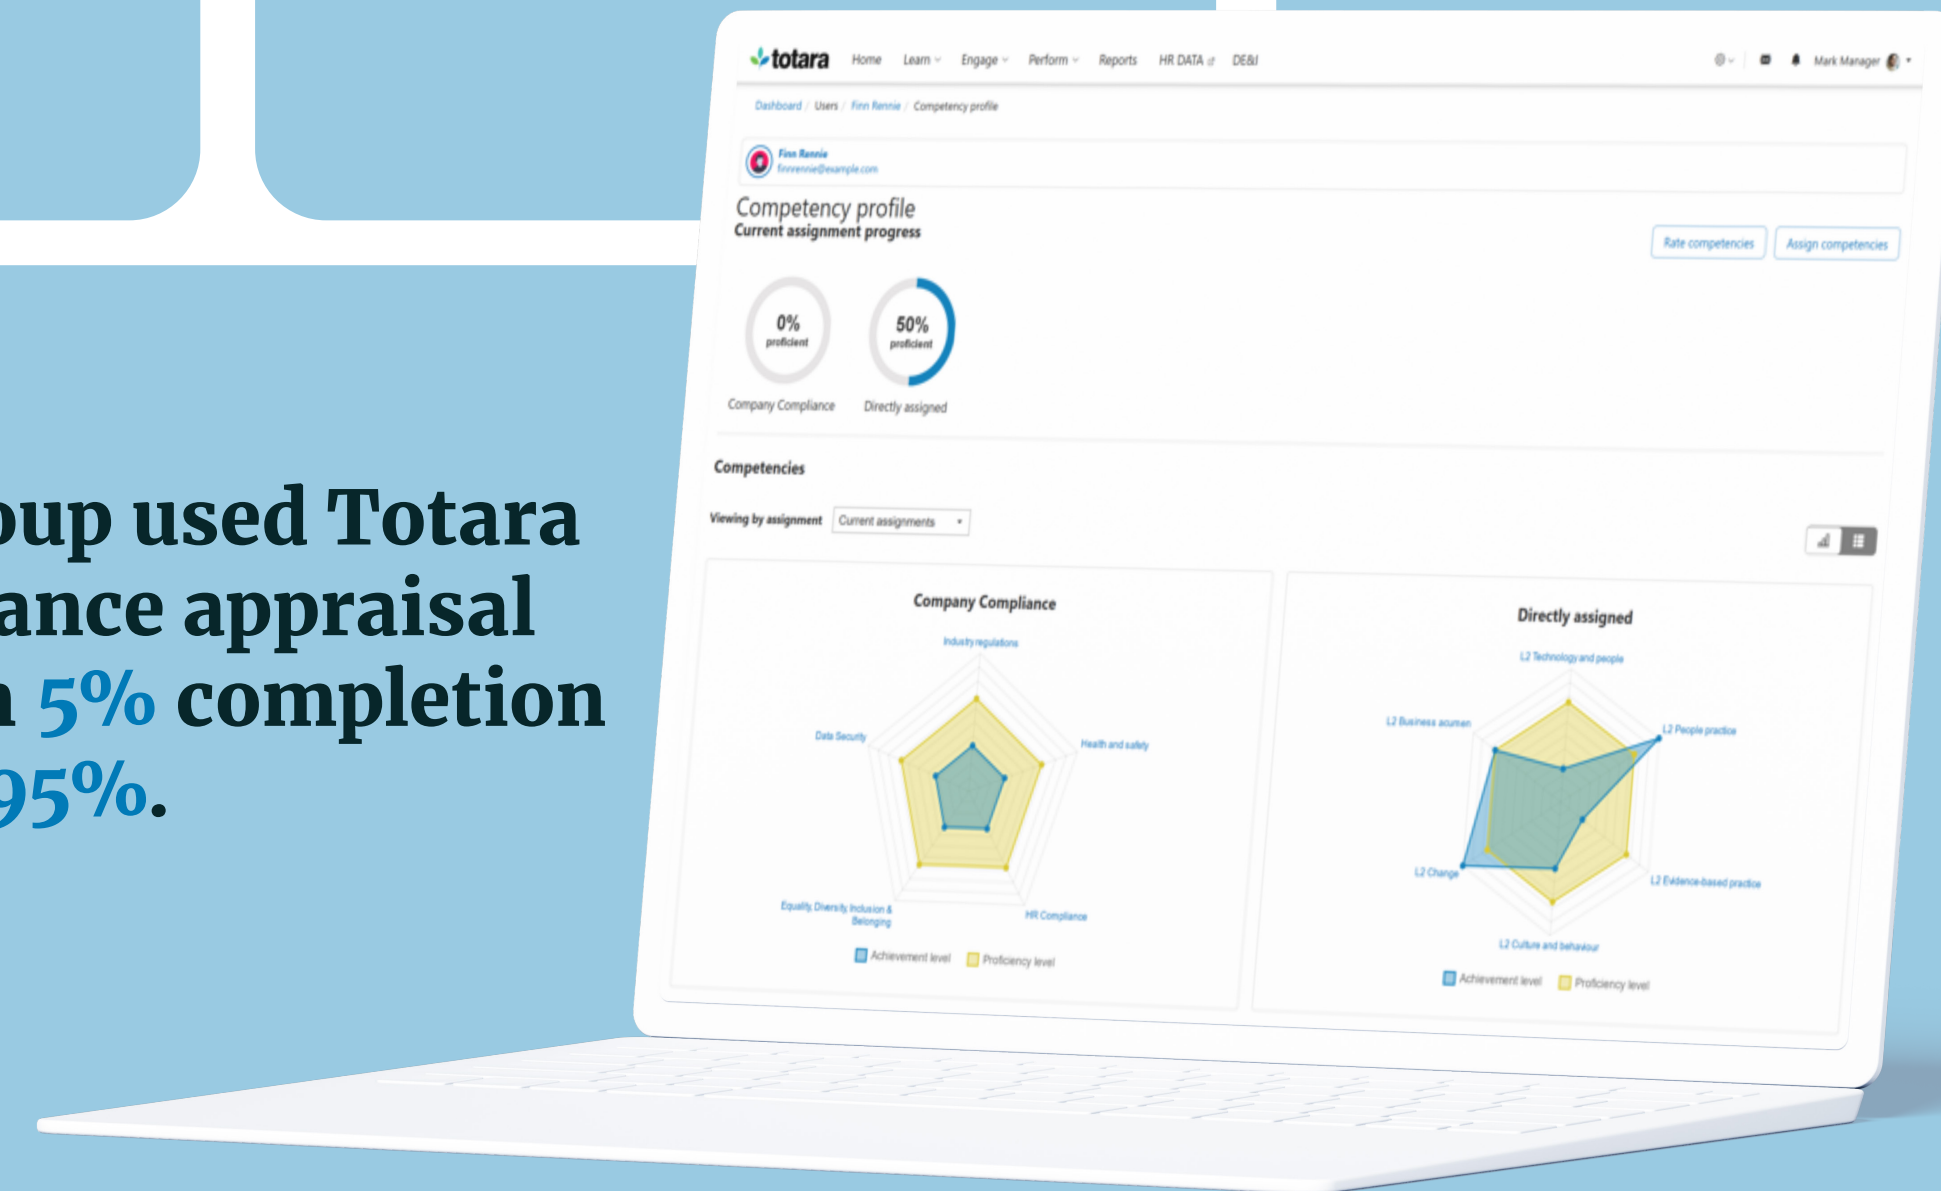 oup used Totara
ance appraisal
5% completion
95%.
totara Home Learn Engage Perform Reports HR DATA DE&I Mark Manager
Dashboard / Users / Finn Rennie / Competency profile
Finn Rennie
finnrennie@example.com
Competency profile
Current assignment progress
Rate competencies Assign competencies
0% 50%
proficient proficient
Company Compliance Directly assigned
Competencies
Viewing by assignment Current assignments
Company Compliance
Industry regulations
Data Security
Health and safety
Equality, Diversity, Inclusion &
Belonging
HR Compliance
Achievement level Proficiency level
Directly assigned
L2 Technology and people
L2 Business acumen
L2 People practice
L2 Change
L2 Evidence-based practice
L2 Culture and behaviour
Achievement level Proficiency level